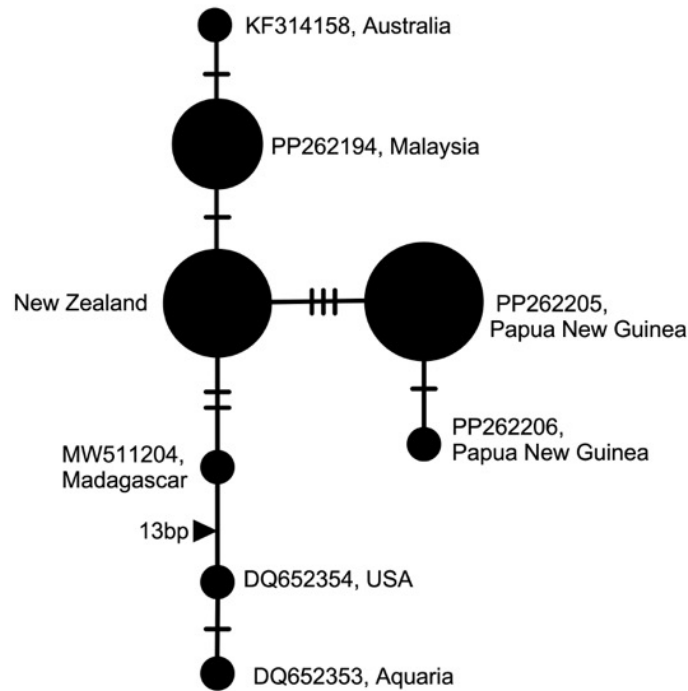 KF314158, Australia
PP262194, Malaysia
New Zealand
PP262205,
Papua New Guinea
PP262206,
Papua New Guinea
MW511204,
Madagascar
13bp
DQ652354, USA
DQ652353, Aquaria